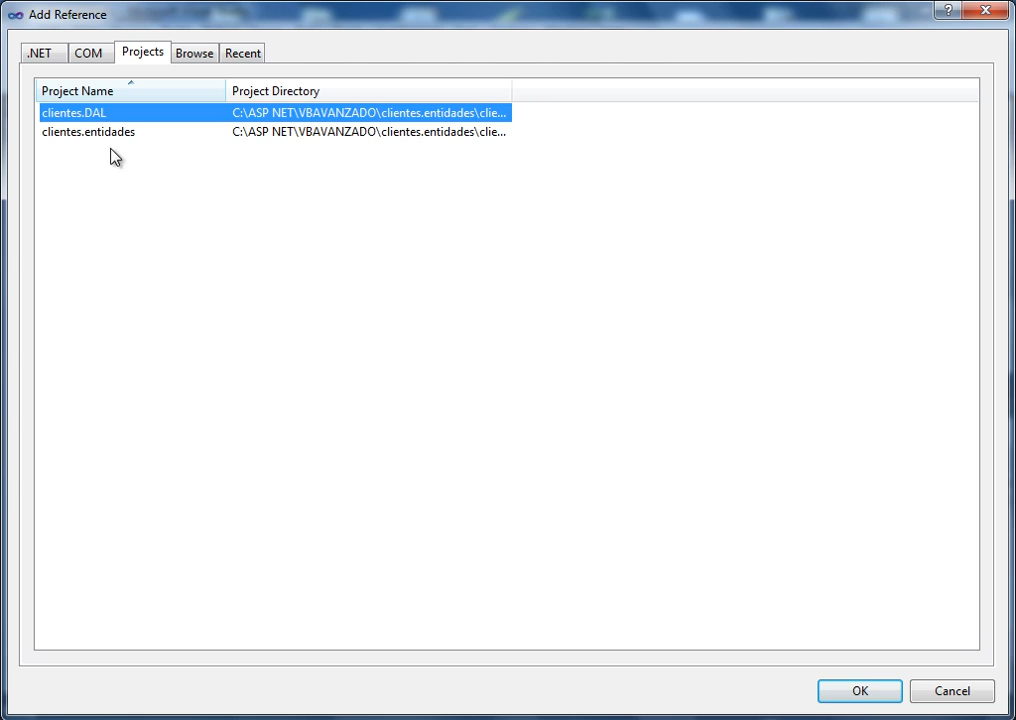 Add Reference
.NET COM Projects Browse Recent
Project Name Project Directory
clientes.DAL C:\ASP NET\VBAVANZADO\clientes.entidades\clie...
clientes.entidades C:\ASP NET\VBAVANZADO\clientes.entidades\clie...
OK Cancel